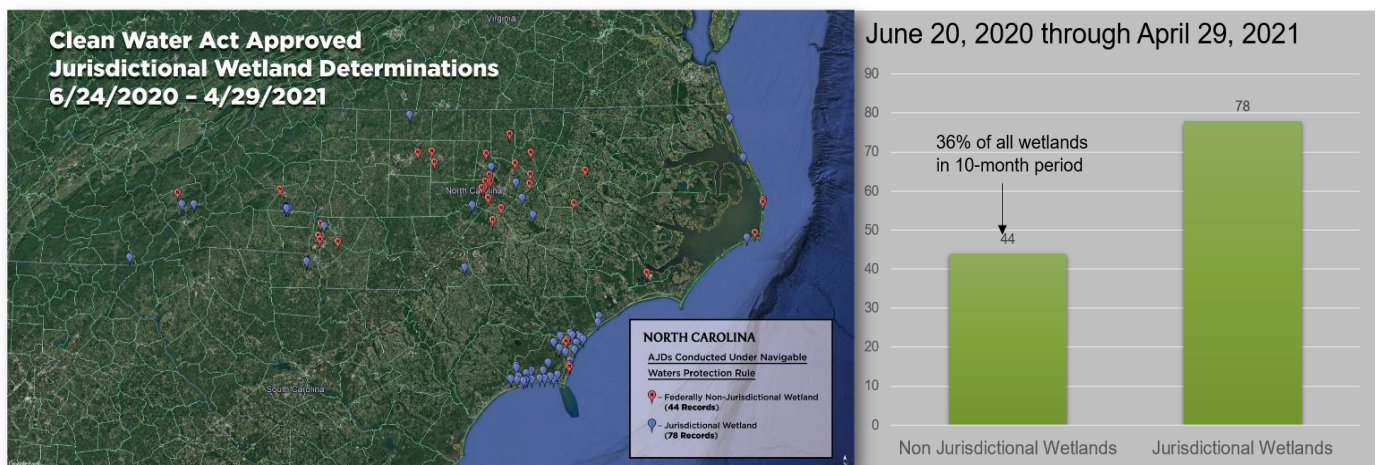 Virginia
Clean Water Act Approved
Jurisdictional Wetland Determinations
6/24/2020 – 4/29/2021
North Carolina
South Carolina
NORTH CAROLINA
AJDs Conducted Under Navigable
Waters Protection Rule
– Federally Non-Jurisdictional Wetland
(44 Records)
– Jurisdictional Wetland
(78 Records)
Google Earth
June 20, 2020 through April 29, 2021
90
80
70
60
50
40
30
20
10
0
36% of all wetlands
in 10-month period
44
78
Non Jurisdictional Wetlands
Jurisdictional Wetlands